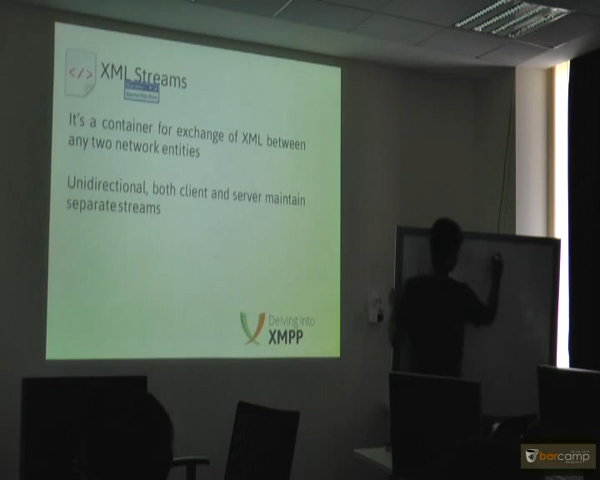 </>
XML Streams
It's a container for exchange of XML between
any two network entities
Unidirectional, both client and server maintain
separate streams
Delving into
XMPP
barcamp